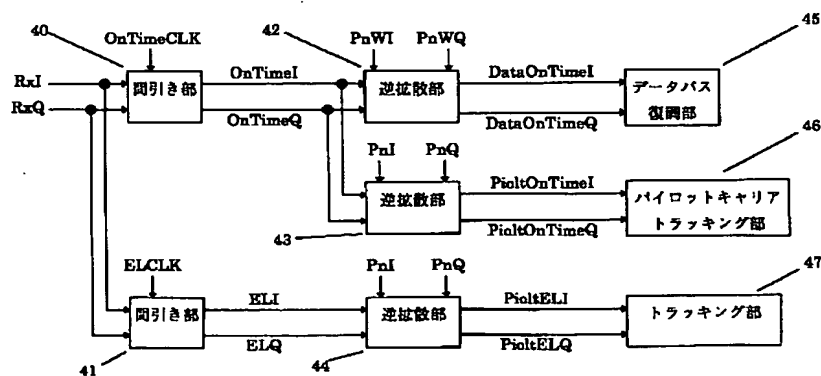 40
OnTimeCLK
42
PnWI
PnWQ
45
RxI
RxQ
間引き部
OnTimeI
OnTimeQ
逆拡散部
DataOnTimeI
DataOnTimeQ
データパス
復調部
46
PnI
PnQ
43
逆拡散部
PioltOnTimeI
PioltOnTimeQ
パイロットキャリア
トラッキング部
ELCLK
PnI
PnQ
47
41
間引き部
ELI
ELQ
44
逆拡散部
PioltELI
PioltELQ
トラッキング部